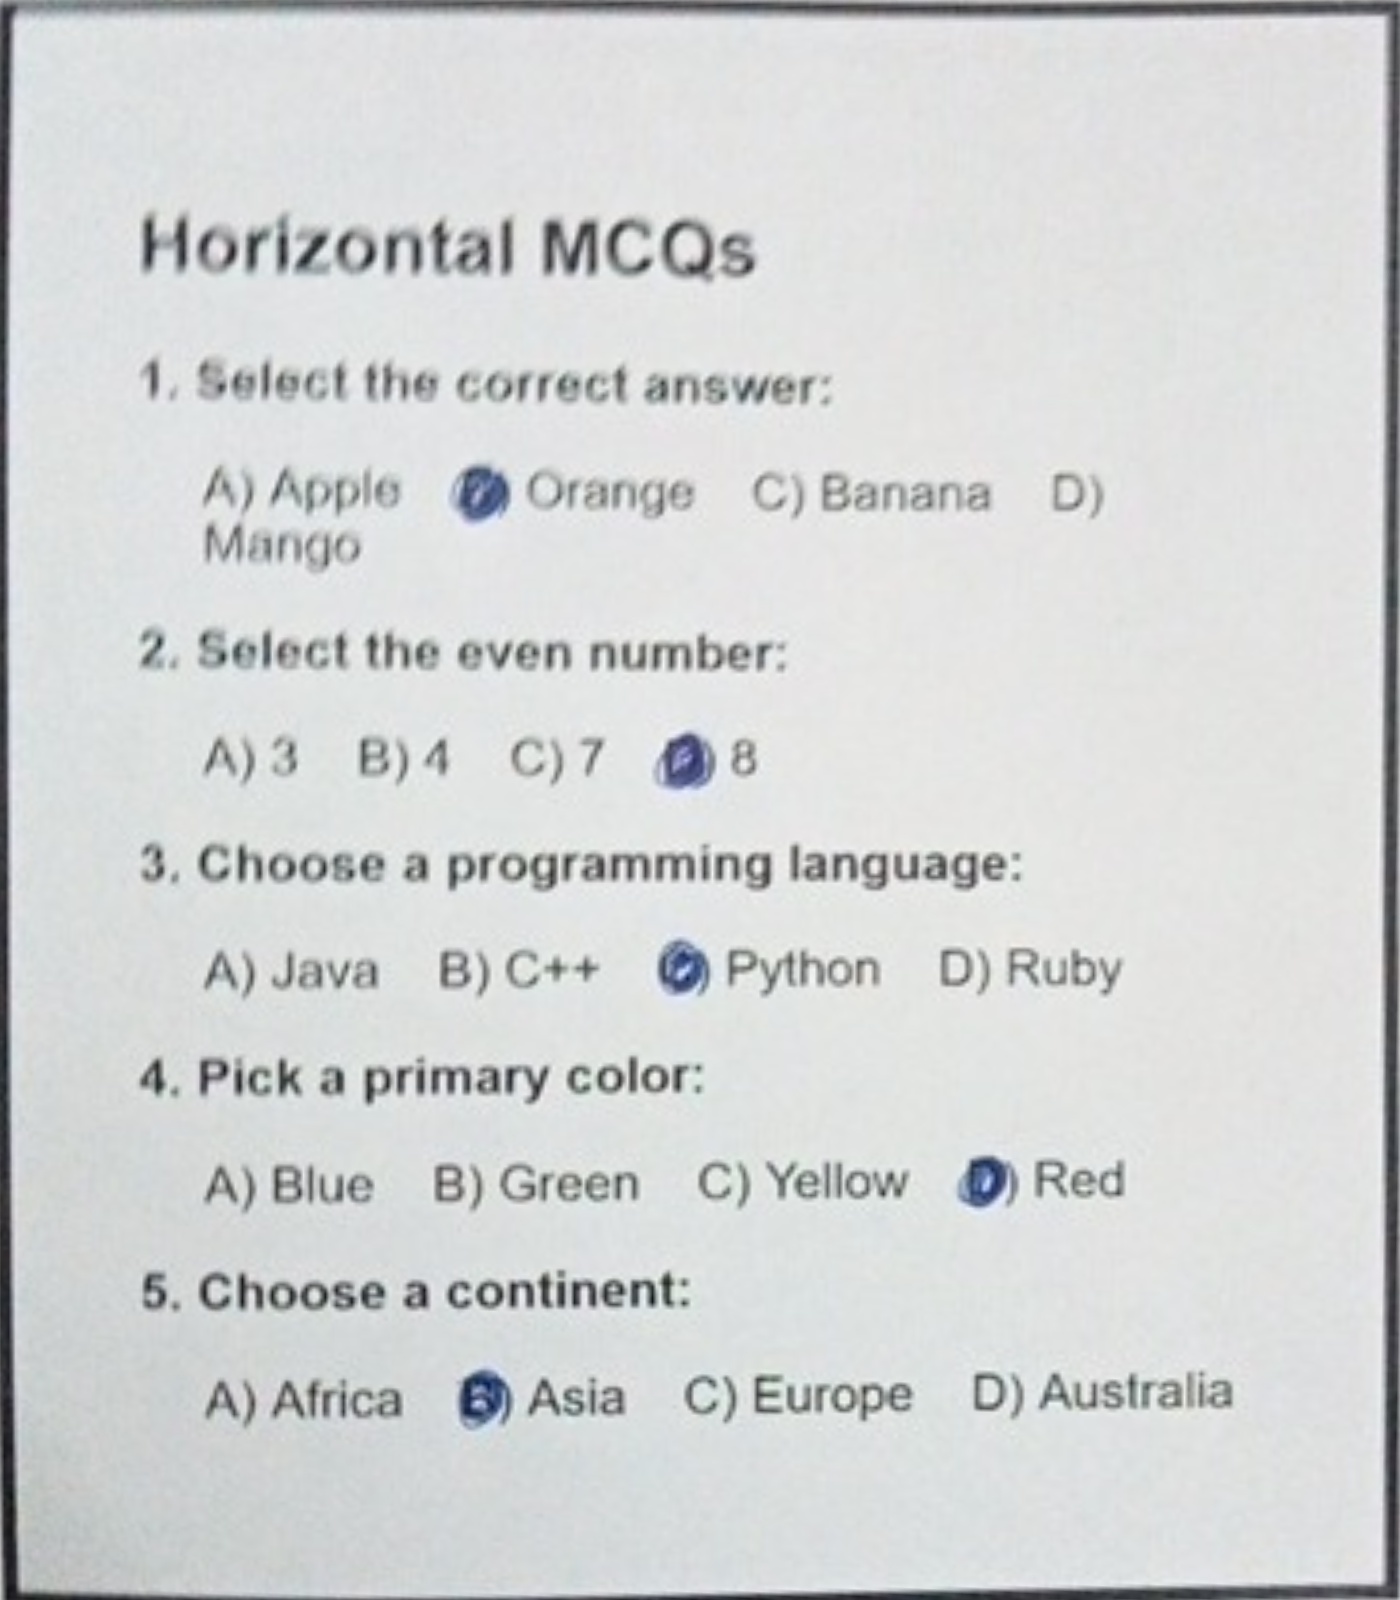 Horizontal MCQs
1. Select the correct answer:
A) Apple ) Orange C) Banana D)
Mango
2. Select the even number:
A) 3 B) 4 C) 7 D) 8
3. Choose a programming language:
A) Java B) C++ C) Python D) Ruby
4. Pick a primary color:
A) Blue B) Green C) Yellow D) Red
5. Choose a continent:
A) Africa B) Asia C) Europe D) Australia